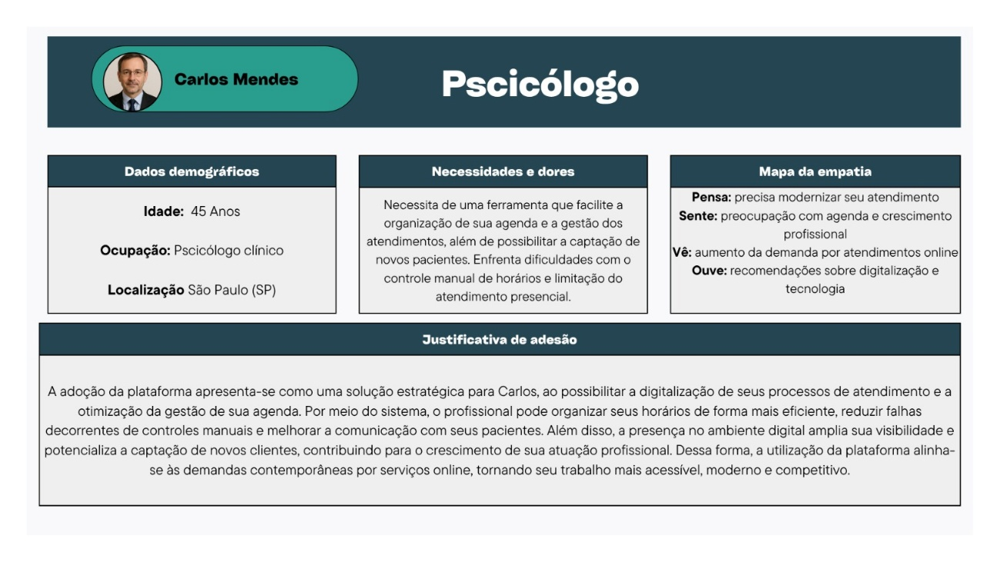 Carlos Mendes
Pscicólogo
Dados demográficos
Idade: 45 Anos
Ocupação: Pscicólogo clínico
Localização São Paulo (SP)
Necessidades e dores
Necessita de uma ferramenta que facilite a
organização de sua agenda e a gestão dos
atendimentos, além de possibilitar a captação de
novos pacientes. Enfrenta dificuldades com o
controle manual de horários e limitação do
atendimento presencial.
Mapa da empatia
Pensa: precisa modernizar seu atendimento
Sente: preocupação com agenda e crescimento
profissional
Vê: aumento da demanda por atendimentos online
Ouve: recomendações sobre digitalização e
tecnologia
Justificativa de adesão
A adoção da plataforma apresenta-se como uma solução estratégica para Carlos, ao possibilitar a digitalização de seus processos de atendimento e a
otimização da gestão de sua agenda. Por meio do sistema, o profissional pode organizar seus horários de forma mais eficiente, reduzir falhas
decorrentes de controles manuais e melhorar a comunicação com seus pacientes. Além disso, a presença no ambiente digital amplia sua visibilidade e
potencializa a captação de novos clientes, contribuindo para o crescimento de sua atuação profissional. Dessa forma, a utilização da plataforma alinha-
se às demandas contemporâneas por serviços online, tornando seu trabalho mais acessível, moderno e competitivo.